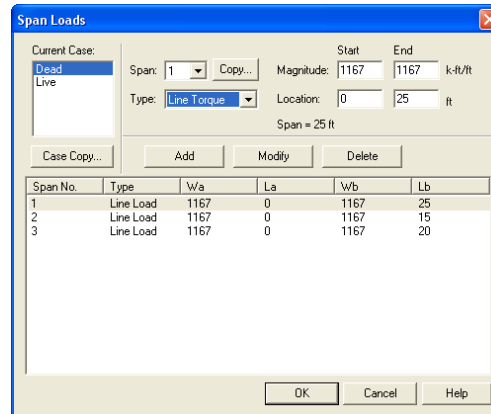 Span Loads
Current Case:
Dead
Live
Case Copy...
Span: 1 Copy...
Type: Line Torque
Start End
Magnitude: 1167 1167 k-ft/ft
Location: 0 25 ft
Span = 25 ft
Add Modify Delete
Span No. Type Wa La Wb Lb
1 Line Load 1167 0 1167 25
2 Line Load 1167 0 1167 15
3 Line Load 1167 0 1167 20
OK Cancel Help